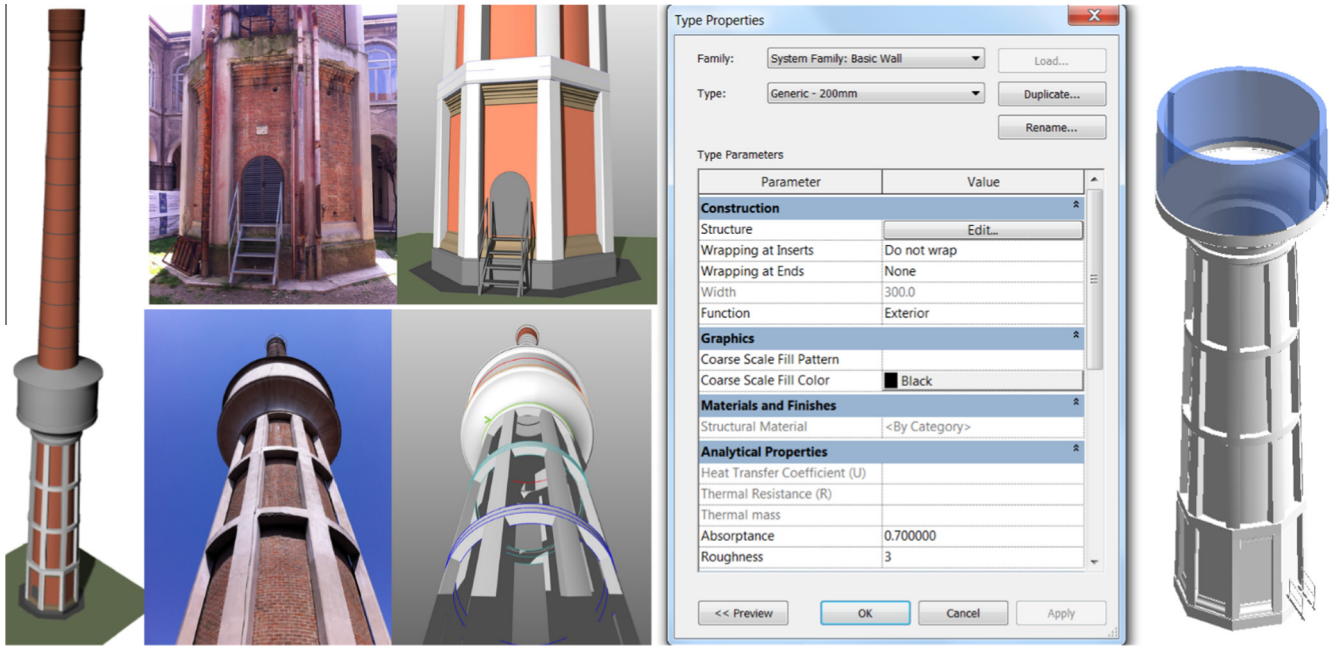 Type Properties
Family:
System Family: Basic Wall
Load...
Type:
Generic - 200mm
Duplicate...
Rename...
Type Parameters
Parameter Value
Construction
Structure Edit...
Wrapping at Inserts Do not wrap
Wrapping at Ends None
Width 300.0
Function Exterior
Graphics
Coarse Scale Fill Pattern
Coarse Scale Fill Color Black
Materials and Finishes
Structural Material <By Category>
Analytical Properties
Heat Transfer Coefficient (U)
Thermal Resistance (R)
Thermal mass
Absorptance 0.700000
Roughness 3
<< Preview OK Cancel Apply